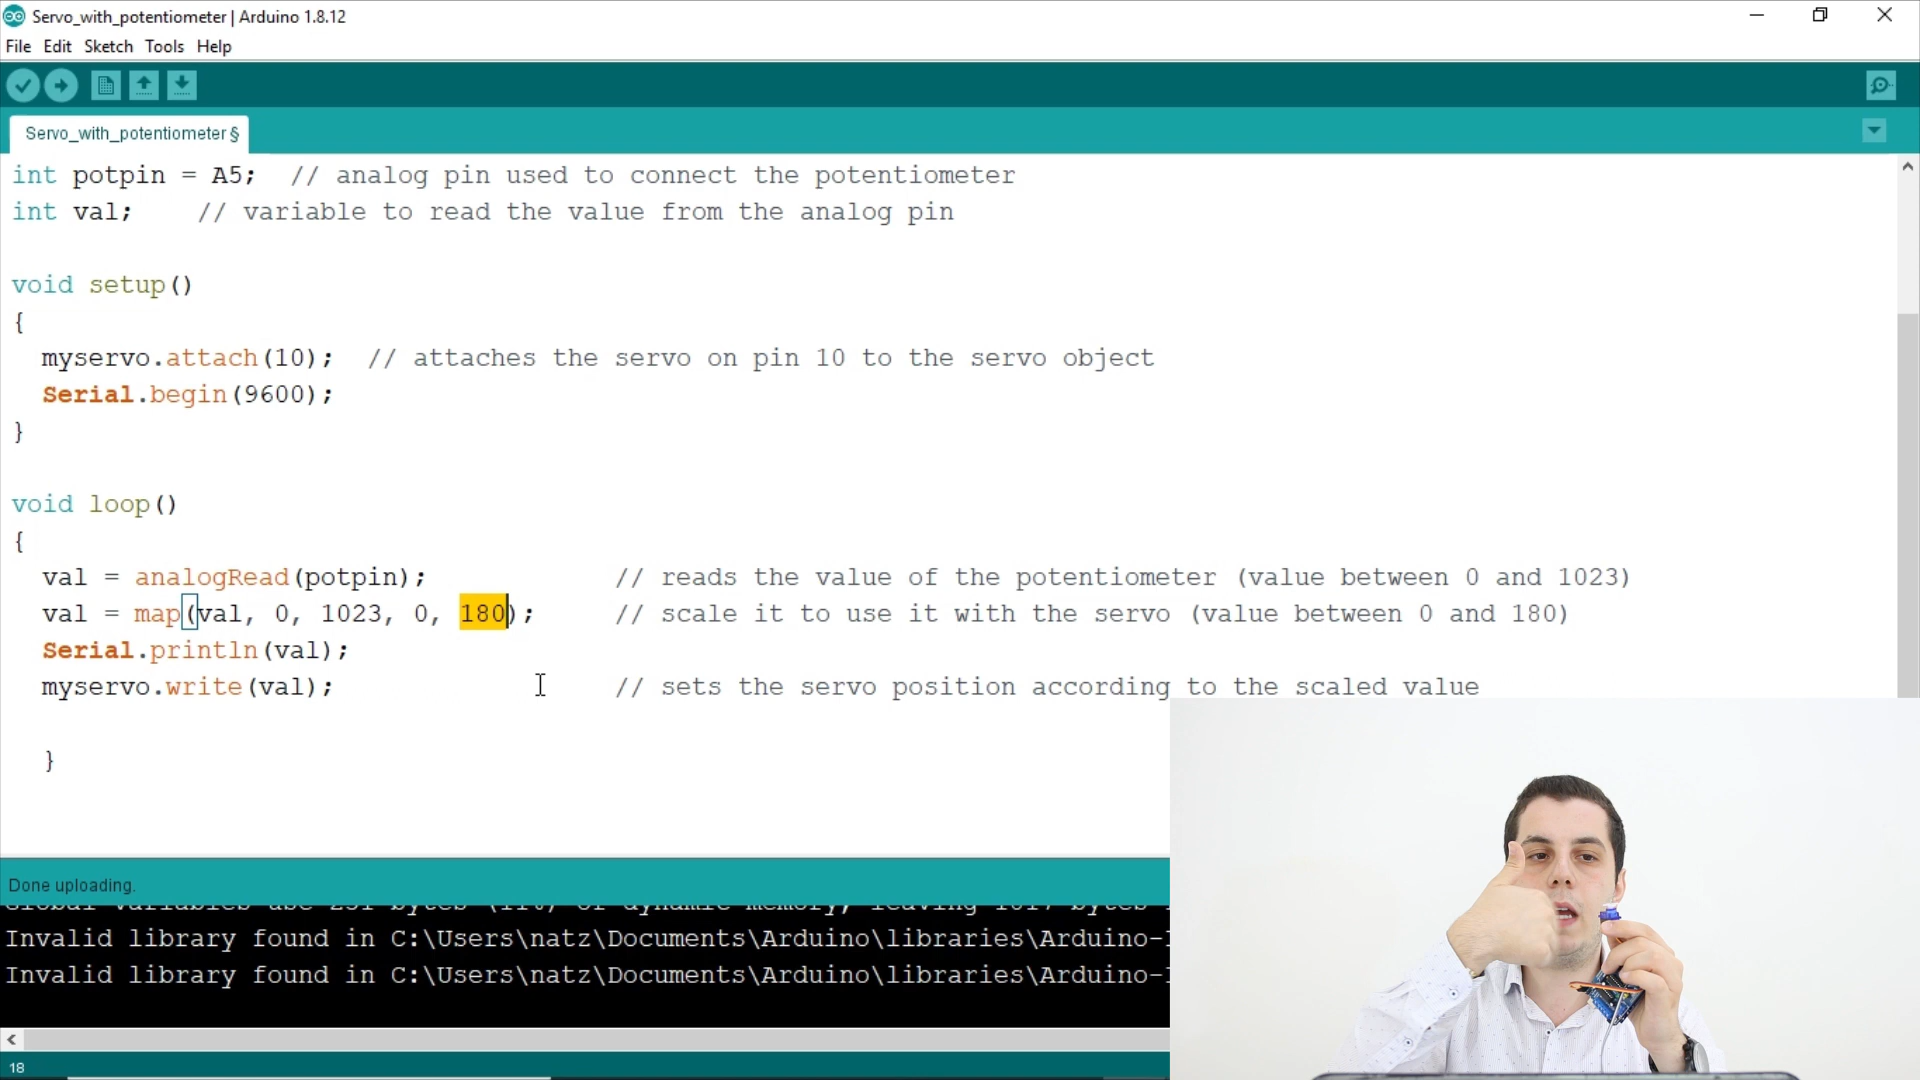 Servo_with_potentiometer | Arduino 1.8.12
File Edit Sketch Tools Help
Servo_with_potentiometer §
int potpin = A5;  // analog pin used to connect the potentiometer
int val;    // variable to read the value from the analog pin
void setup()
{
myservo.attach(10);  // attaches the servo on pin 10 to the servo object
Serial.begin(9600);
}
void loop()
{
val = analogRead(potpin);            // reads the value of the potentiometer (value between 0 and 1023)
val = map(val, 0, 1023, 0, 180);     // scale it to use it with the servo (value between 0 and 180)
Serial.println(val);
myservo.write(val);                  // sets the servo position according to the scaled value
}
Done uploading.
Global variables use 231 bytes (11%) of dynamic memory, leaving 1817 bytes
Invalid library found in C:\Users\natz\Documents\Arduino\libraries\Arduino-
Invalid library found in C:\Users\natz\Documents\Arduino\libraries\Arduino-
18